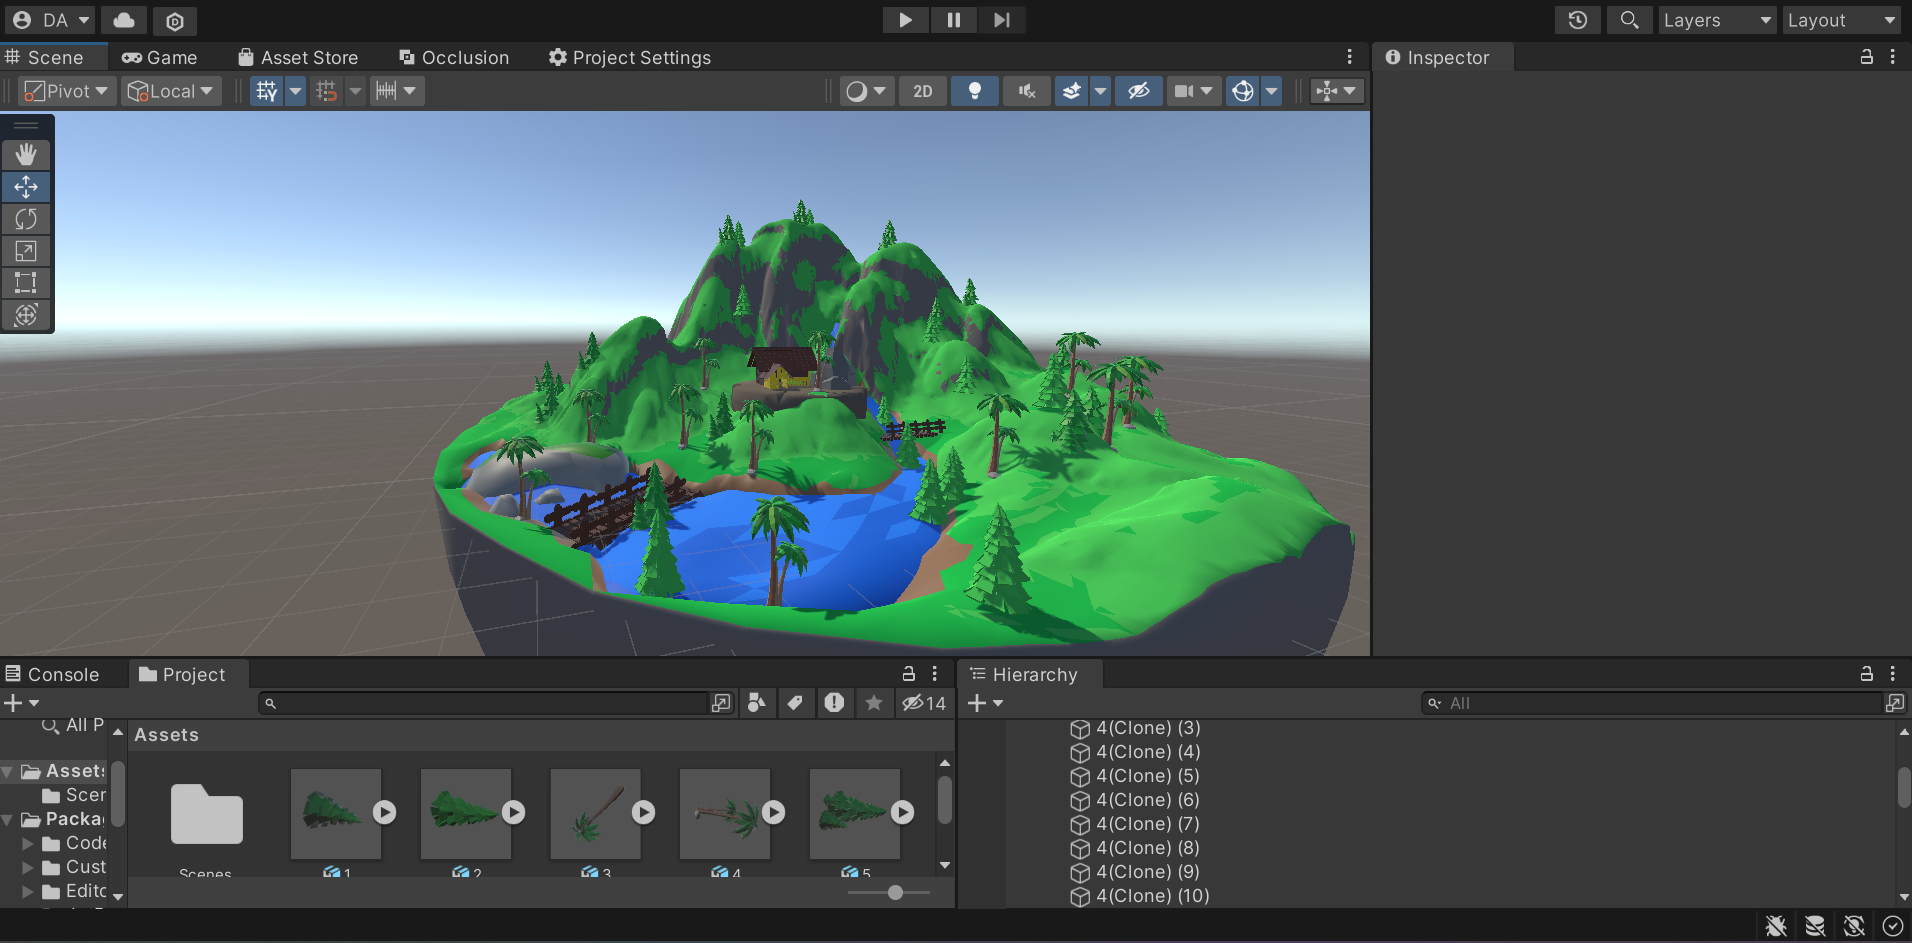 DA
Layers
Layout
Scene
Game
Asset Store
Occlusion
Project Settings
Inspector
Pivot
Local
2D
Console
Project
Hierarchy
14
All
All P
Assets
Assets
Scer
Packa
Code
Cust
Edito
Scenes
1
2
3
4
5
4(Clone) (3)
4(Clone) (4)
4(Clone) (5)
4(Clone) (6)
4(Clone) (7)
4(Clone) (8)
4(Clone) (9)
4(Clone) (10)